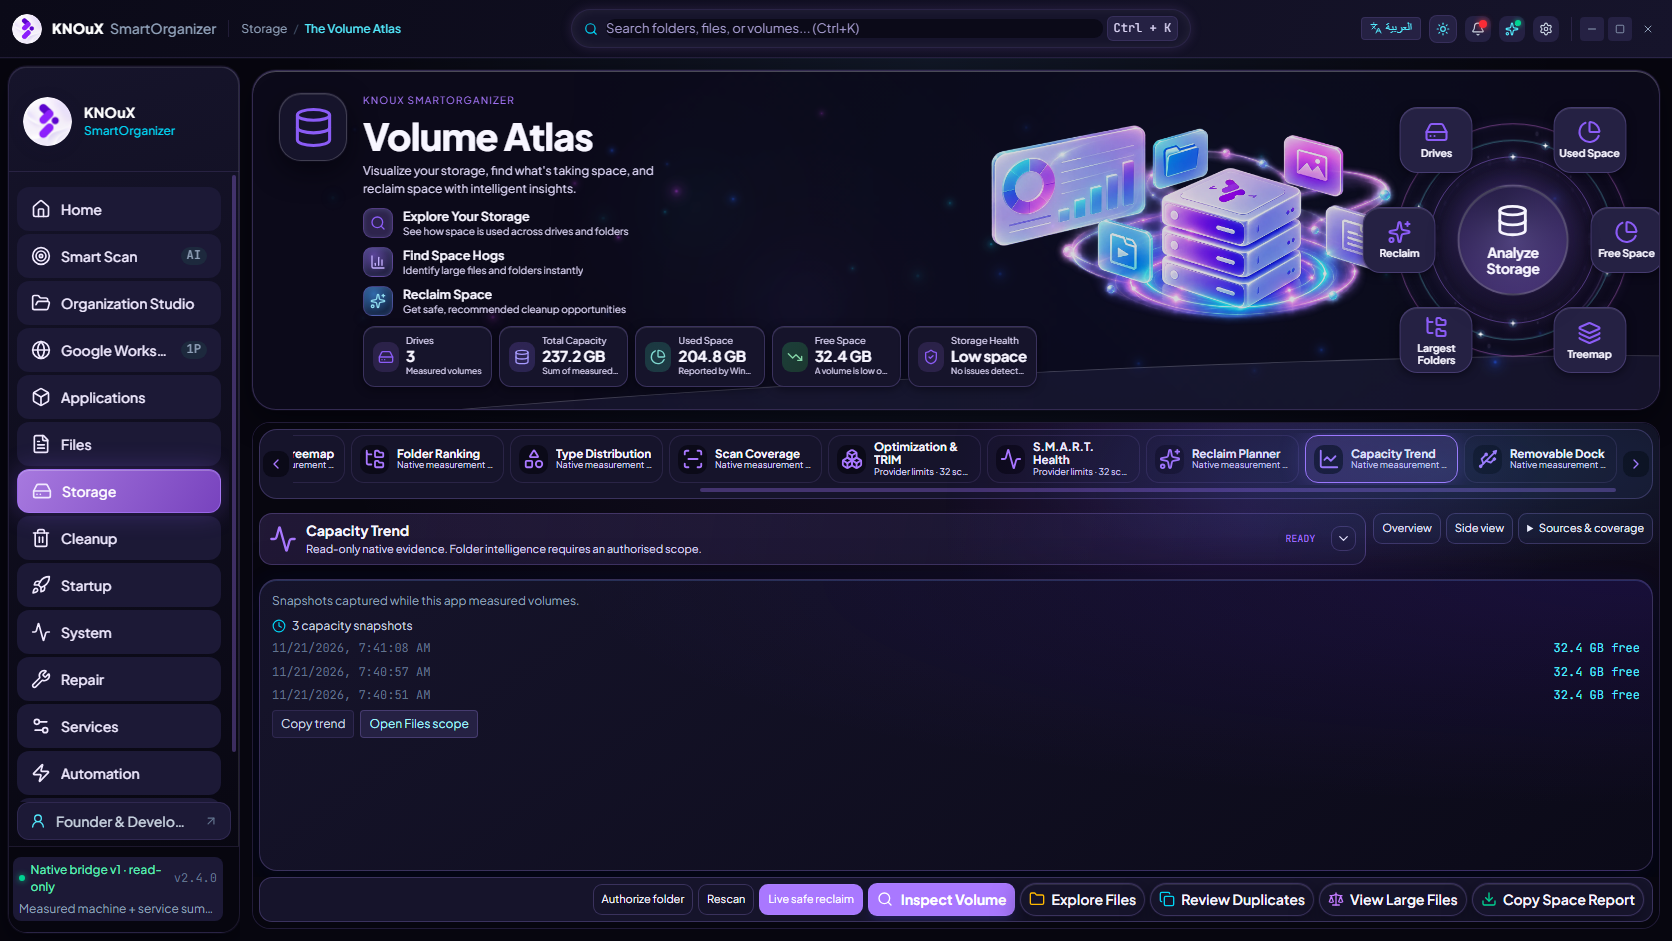 KNOuX SmartOrganizer
Storage / The Volume Atlas
Search folders, files, or volumes... (Ctrl+K)
Ctrl + K
العربية
KNOuX
SmartOrganizer
Home
Smart Scan AI
Organization Studio
Google Works... 1P
Applications
Files
Storage
Cleanup
Startup
System
Repair
Services
Automation
Founder & Develo...
Native bridge v1 · read-only
v2.4.0
Measured machine + service sum...
KNOUX SMARTORGANIZER
Volume Atlas
Visualize your storage, find what's taking space, and
reclaim space with intelligent insights.
Explore Your Storage
See how space is used across drives and folders
Find Space Hogs
Identify large files and folders instantly
Reclaim Space
Get safe, recommended cleanup opportunities
Drives
3
Measured volumes
Total Capacity
237.2 GB
Sum of measured...
Used Space
204.8 GB
Reported by Win...
Free Space
32.4 GB
A volume is low o...
Storage Health
Low space
No issues detect...
Drives
Used Space
Reclaim
Analyze
Storage
Free Space
Largest
Folders
Treemap
reemap
urement ...
Folder Ranking
Native measurement ...
Type Distribution
Native measurement ...
Scan Coverage
Native measurement ...
Optimization &
TRIM
Provider limits · 32 sc...
S.M.A.R.T.
Health
Provider limits · 32 sc...
Reclaim Planner
Native measurement ...
Capacity Trend
Native measurement ...
Removable Dock
Native measurement ...
Capacity Trend
Read-only native evidence. Folder intelligence requires an authorised scope.
READY
Overview
Side view
Sources & coverage
Snapshots captured while this app measured volumes.
3 capacity snapshots
11/21/2026, 7:41:08 AM 32.4 GB free
11/21/2026, 7:40:57 AM 32.4 GB free
11/21/2026, 7:40:51 AM 32.4 GB free
Copy trend
Open Files scope
Authorize folder
Rescan
Live safe reclaim
Inspect Volume
Explore Files
Review Duplicates
View Large Files
Copy Space Report